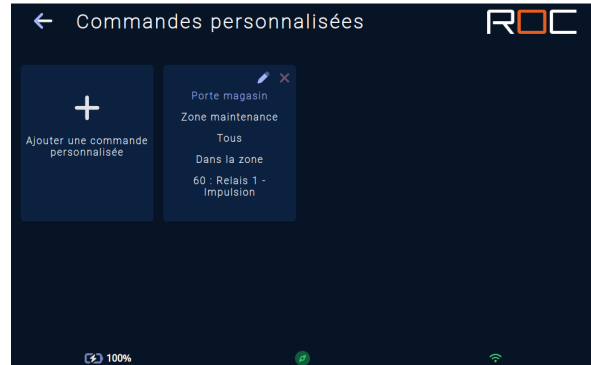 Commandes personnalisées
ROC
Ajouter une commande
personnalisée
Porte magasin
Zone maintenance
Tous
Dans la zone
60 : Relais 1 -
Impulsion
100%